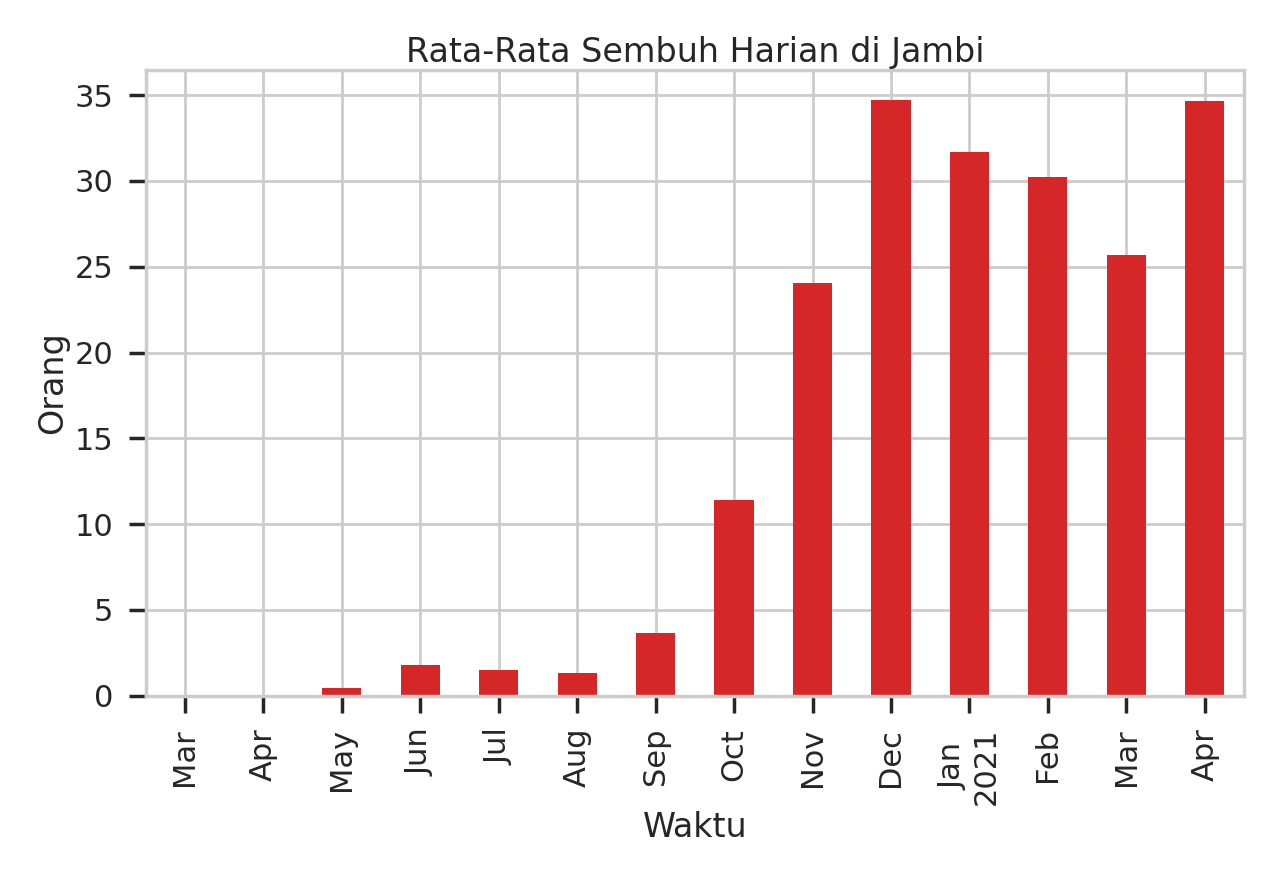 Rata-Rata Sembuh Harian di Jambi
35
30
25
20
15
10
5
0
Orang
Mar
Apr
May
Jun
Jul
Aug
Sep
Oct
Nov
Dec
Jan
2021
Feb
Mar
Apr
Waktu